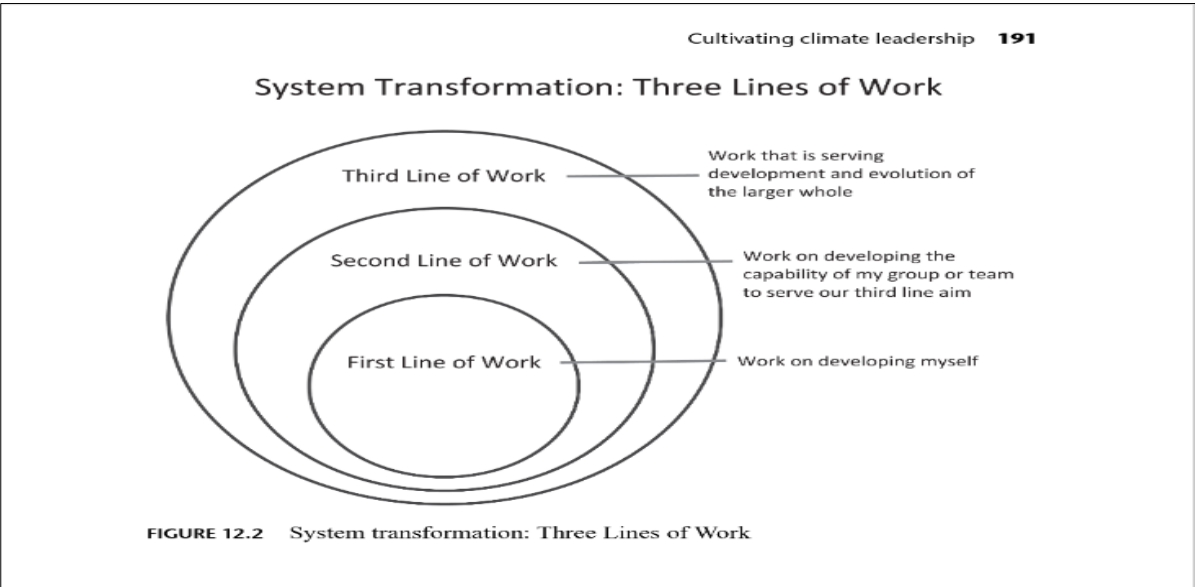 Cultivating climate leadership 191
System Transformation: Three Lines of Work
Third Line of Work
Work that is serving
development and evolution of
the larger whole
Second Line of Work
Work on developing the
capability of my group or team
to serve our third line aim
First Line of Work
Work on developing myself
FIGURE 12.2 System transformation: Three Lines of Work